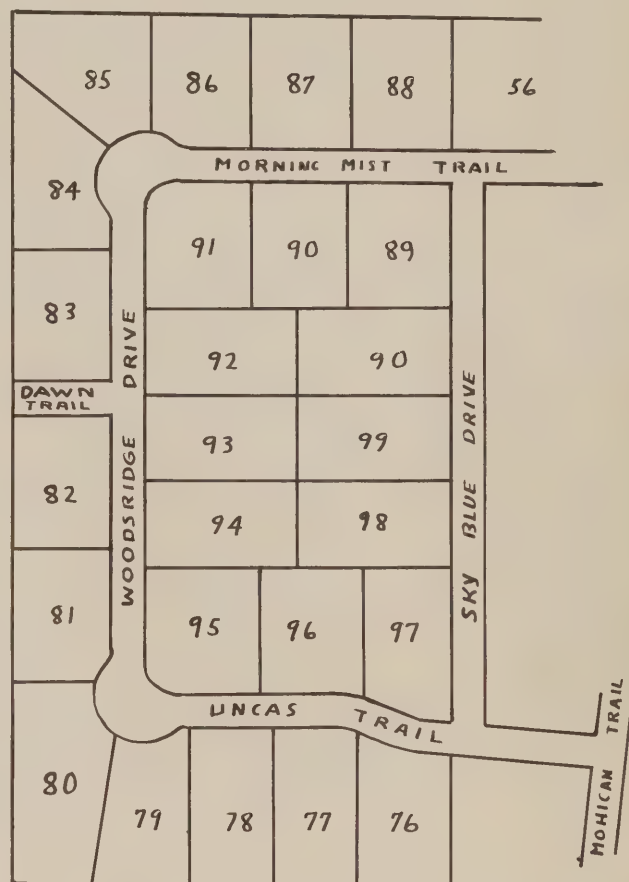 85 86 87 88 56
MORNING MIST TRAIL
84
91 90 89
83
92 90
DAWN
TRAIL
WOODSRIDGE DRIVE
93 99
SKY BLUE DRIVE
82
94 98
81
95 96 97
UNCAS TRAIL
MOHICAN TRAIL
80
79 78 77 76